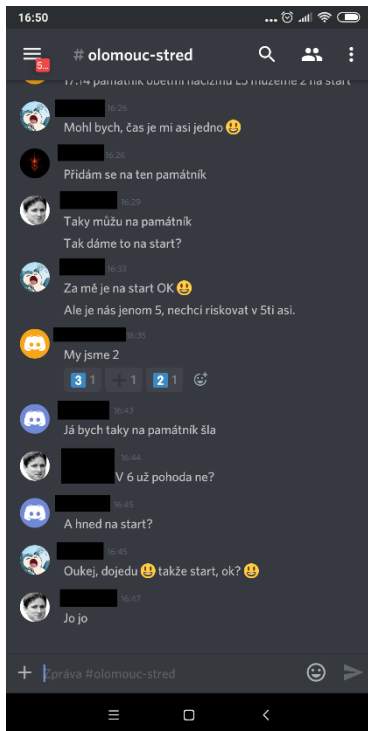 16:50
5...
# olomouc-stred
17:14 památník obětmi nacizmu L5 můžeme 2 na start
16:26
Mohl bych, čas je mi asi jedno
16:26
Přidám se na ten památník
16:29
Taky můžu na památník
Tak dáme to na start?
16:33
Za mě je na start OK
Ale je nás jenom 5, nechci riskovat v 5ti asi.
16:35
My jsme 2
3 1 + 1 2 1
16:43
Já bych taky na památník šla
16:44
V 6 už pohoda ne?
16:45
A hned na start?
16:45
Oukej, dojedu takže start, ok?
16:47
Jo jo
Zpráva #olomouc-stred